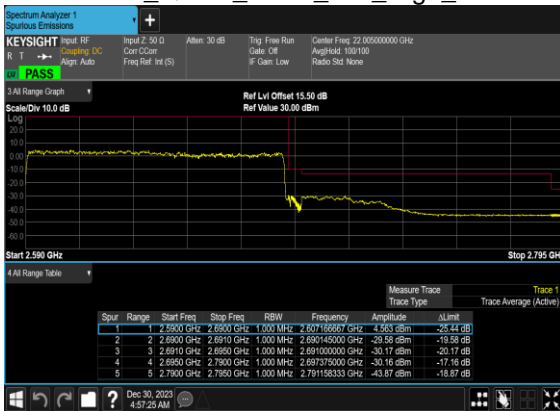 Spectrum Analyzer 1
Spurious Emissions
KEYSIGHT Input: RF Input Z: 50 Ω Atten: 30 dB Trig: Free Run Center Freq: 22.005000000 GHz
R T Coupling: DC Corr CCorr Gate: Off Avg|Hold: 100/100
Align: Auto Freq Ref: Int (S) IF Gain: Low Radio Std: None
PASS
3 All Range Graph
Ref Lvl Offset 15.50 dB
Scale/Div 10.0 dB Ref Value 30.00 dBm
Log
20.0
10.0
0.00
-10.0
-20.0
-30.0
-40.0
-50.0
-60.0
Start 2.590 GHz Stop 2.795 GH
4 All Range Table
Measure Trace Trace 1
Trace Type Trace Average (Active)
Spur Range Start Freq Stop Freq RBW Frequency Amplitude ΔLimit
1 1 2.5900 GHz 2.6900 GHz 1.000 MHz 2.607166667 GHz 4.563 dBm -25.44 dB
2 2 2.6900 GHz 2.6910 GHz 1.000 MHz 2.690145000 GHz -29.58 dBm -19.58 dB
3 3 2.6910 GHz 2.6950 GHz 1.000 MHz 2.691000000 GHz -30.17 dBm -20.17 dB
4 4 2.6950 GHz 2.7900 GHz 1.000 MHz 2.697375000 GHz -30.16 dBm -17.16 dB
5 5 2.7900 GHz 2.7950 GHz 1.000 MHz 2.791158333 GHz -43.87 dBm -18.87 dB
Dec 30, 2023
4:57:25 AM